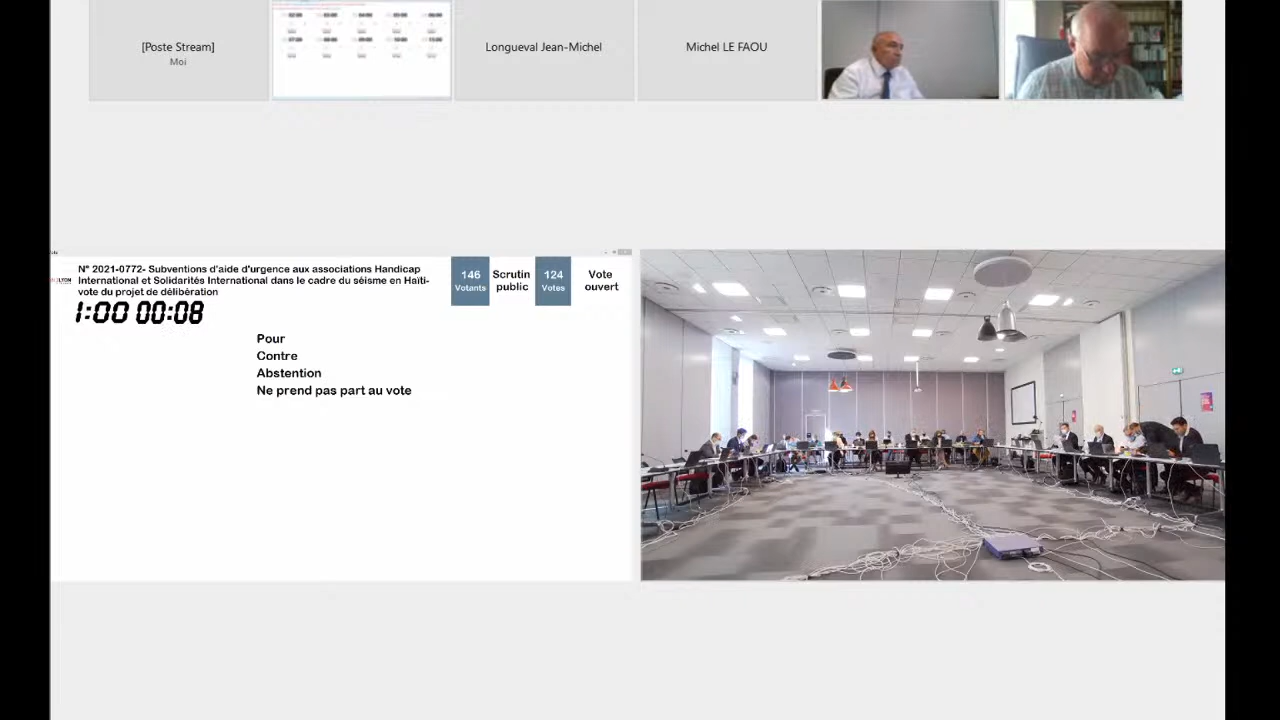 [Poste Stream]
Moi
Longueval Jean-Michel
Michel LE FAOU
N° 2021-0772- Subventions d'aide d'urgence aux associations Handicap
International et Solidarités International dans le cadre du séisme en Haïti-
vote du projet de délibération
1:00 00:08
146
Votants
Scrutin
public
124
Votes
Vote
ouvert
Pour
Contre
Abstention
Ne prend pas part au vote